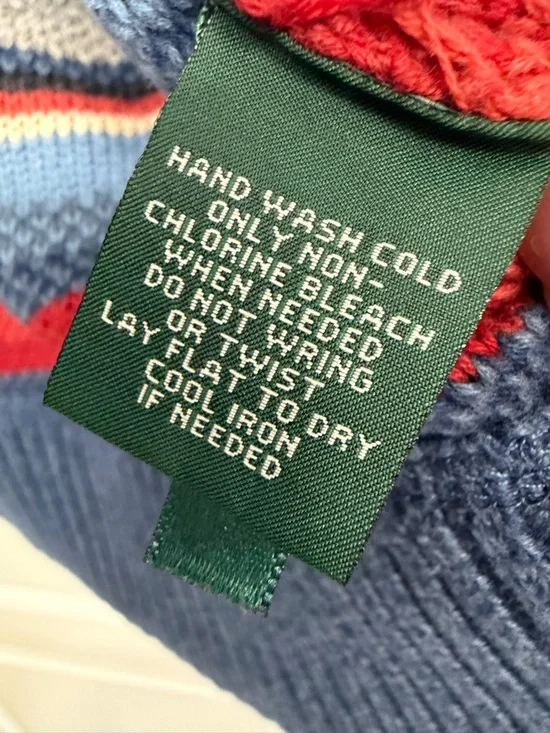 HAND WASH COLD
ONLY NON-
CHLORINE BLEACH
WHEN NEEDED
DO NOT WRING
OR TWIST
LAY FLAT TO DRY
COOL IRON
IF NEEDED